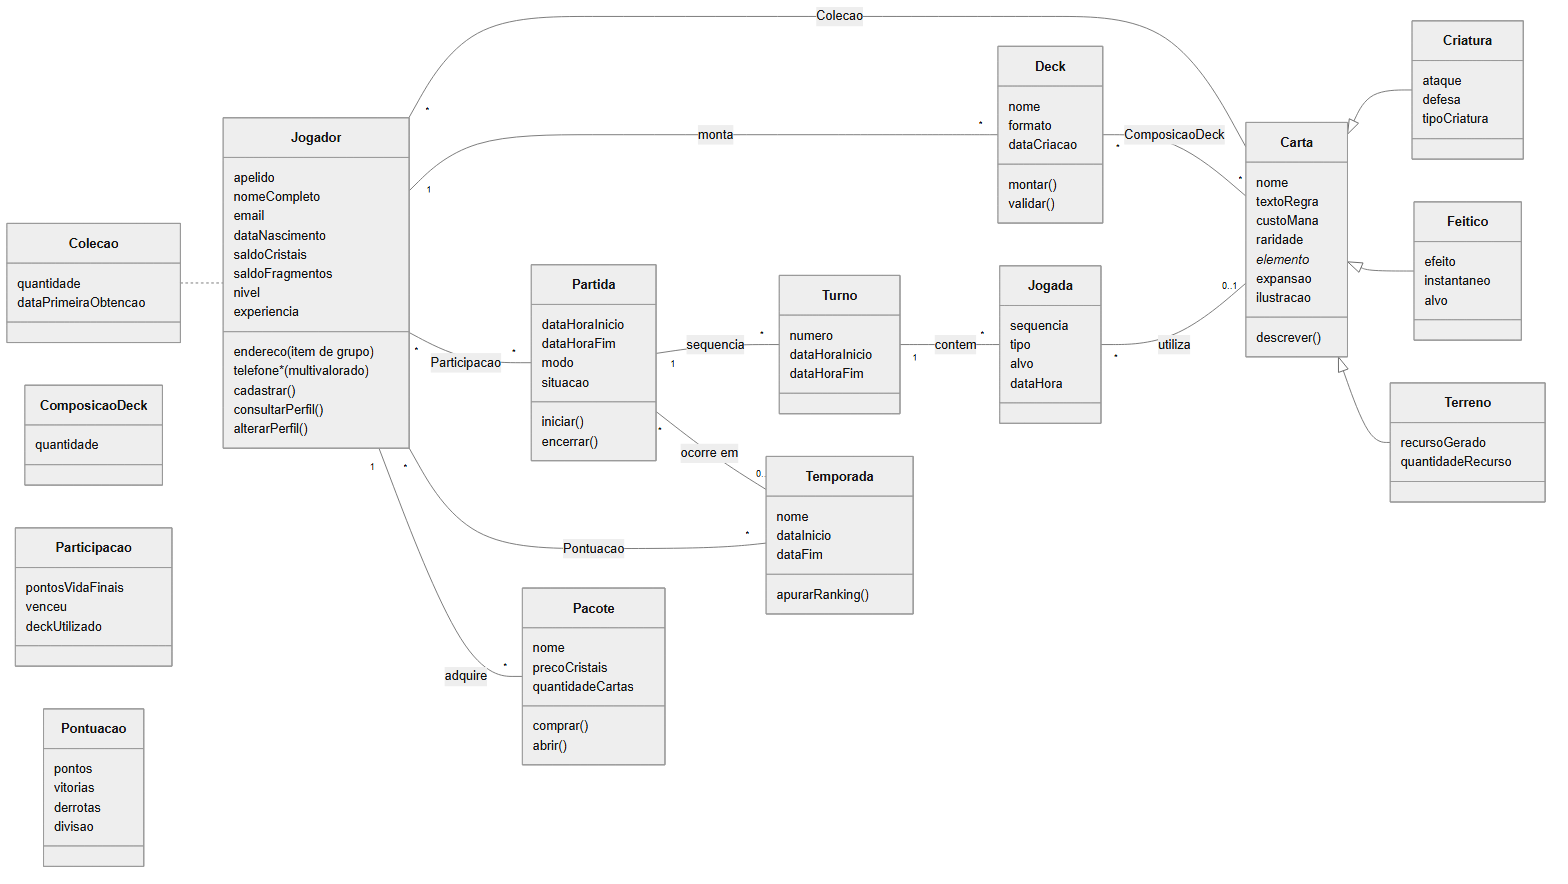 Colecao
quantidade
dataPrimeiraObtencao
ComposicaoDeck
quantidade
Participacao
pontosVidaFinais
venceu
deckUtilizado
Pontuacao
pontos
vitorias
derrotas
divisao
Jogador
apelido
nomeCompleto
email
dataNascimento
saldoCristais
saldoFragmentos
nivel
experiencia
endereco(item de grupo)
telefone*(multivalorado)
cadastrar()
consultarPerfil()
alterarPerfil()
Colecao
*
monta
1
*
Participacao
*
*
Pontuacao
*
*
adquire
1
*
Partida
dataHoraInicio
dataHoraFim
modo
situacao
iniciar()
encerrar()
sequencia
1
*
ocorre em
*
0..
Pacote
nome
precoCristais
quantidadeCartas
comprar()
abrir()
Turno
numero
dataHoraInicio
dataHoraFim
contem
1
*
Temporada
nome
dataInicio
dataFim
apurarRanking()
Deck
nome
formato
dataCriacao
montar()
validar()
ComposicaoDeck
*
*
Jogada
sequencia
tipo
alvo
dataHora
utiliza
*
0..1
Carta
nome
textoRegra
custoMana
raridade
elemento
expansao
ilustracao
descrever()
Criatura
ataque
defesa
tipoCriatura
Feitico
efeito
instantaneo
alvo
Terreno
recursoGerado
quantidadeRecurso